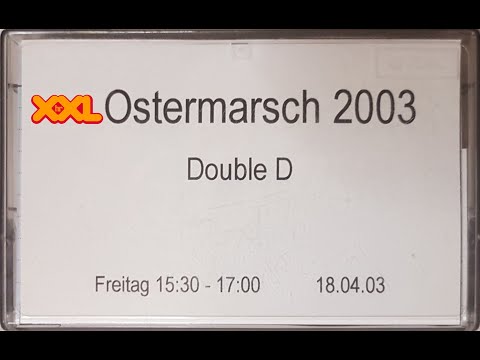 XXL Ostermarsch 2003
Double D
Freitag 15:30 - 17:00 18.04.03